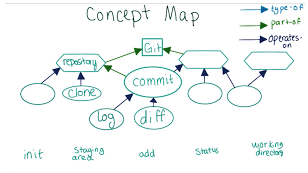 Concept Map
type-of
part-of
operates-
on
Git
repository
commit
clone
log
diff
init
staging
area
add
status
working
directory